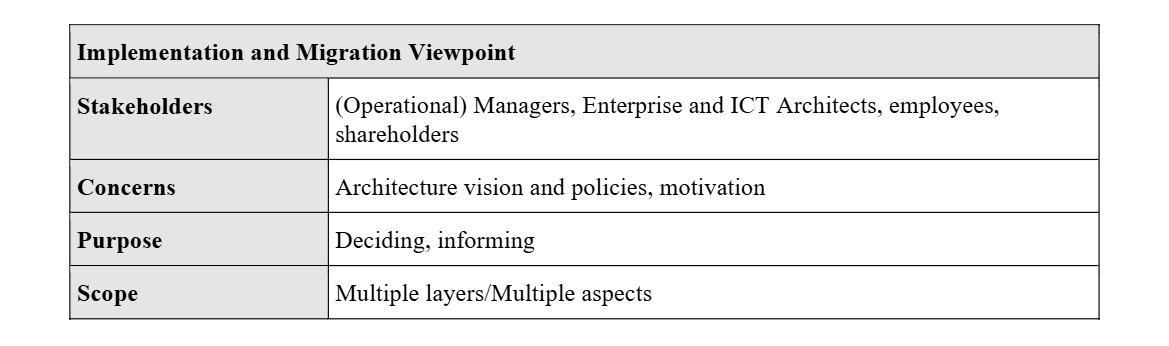 Implementation and Migration Viewpoint
Stakeholders
(Operational) Managers, Enterprise and ICT Architects, employees,
shareholders
Concerns
Architecture vision and policies, motivation
Purpose
Deciding, informing
Scope
Multiple layers/Multiple aspects